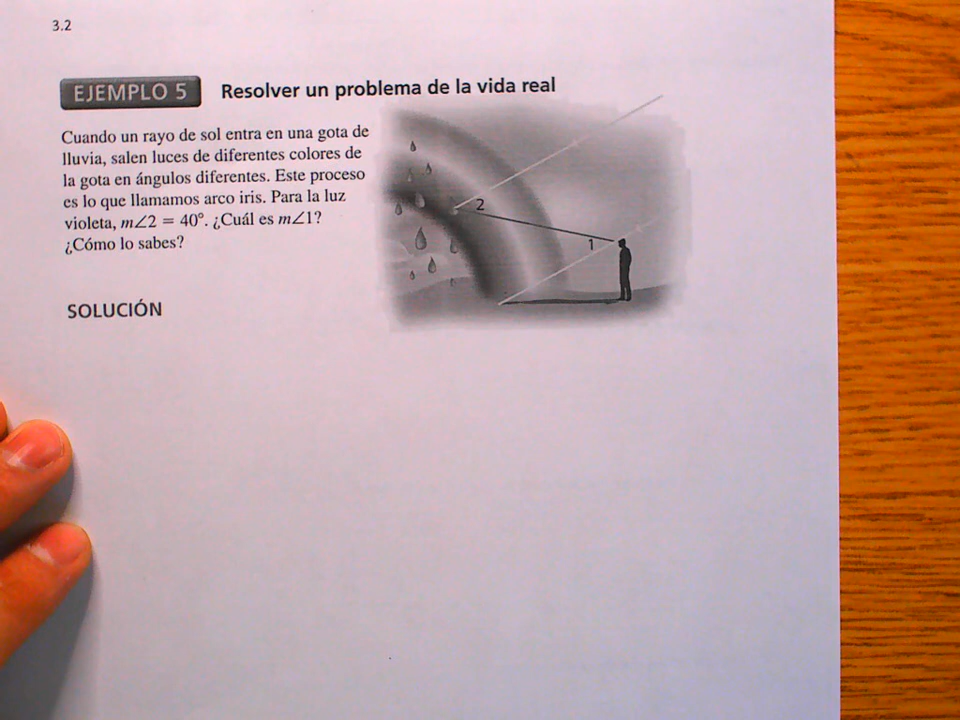 3.2
EJEMPLO 5 Resolver un problema de la vida real
Cuando un rayo de sol entra en una gota de
lluvia, salen luces de diferentes colores de
la gota en ángulos diferentes. Este proceso
es lo que llamamos arco iris. Para la luz
violeta, m∠2 = 40°. ¿Cuál es m∠1?
¿Cómo lo sabes?
2
1
SOLUCIÓN